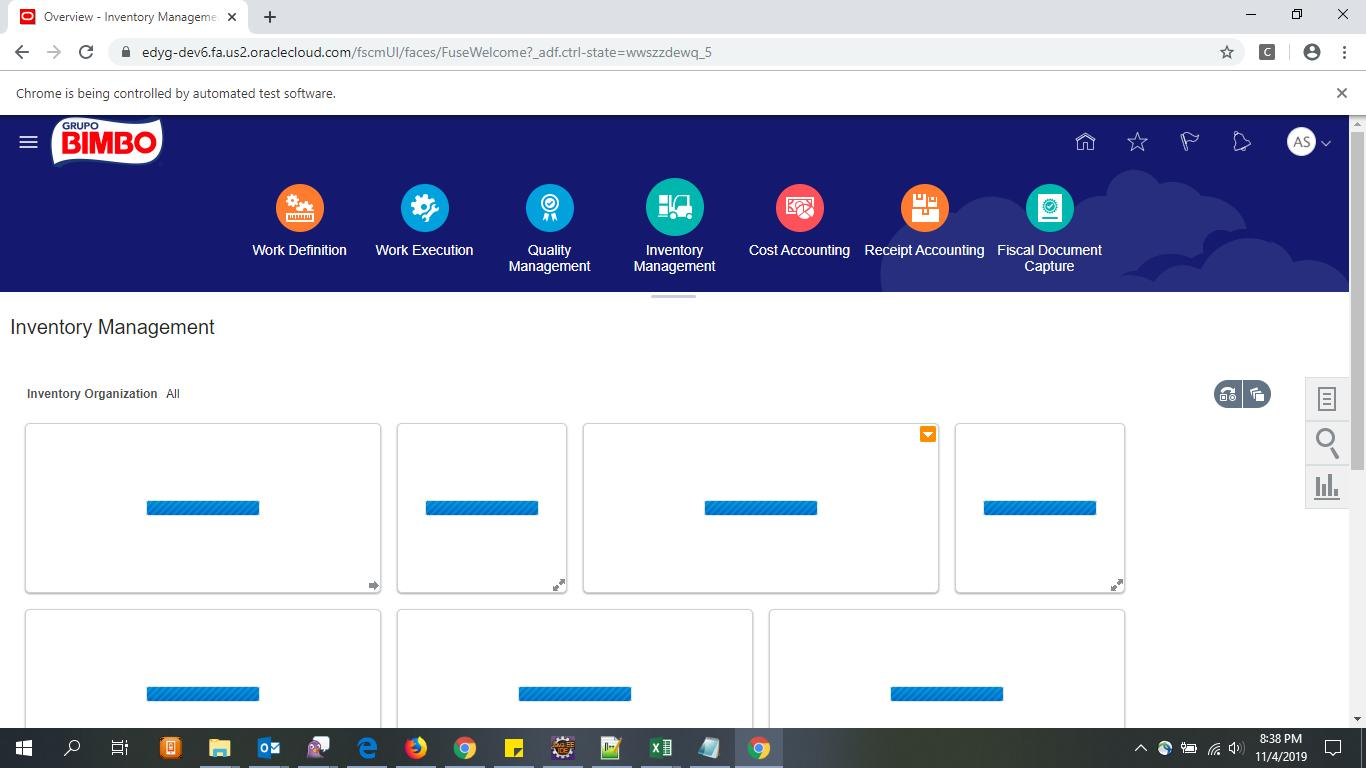 Overview - Inventory Manageme
edyg-dev6.fa.us2.oraclecloud.com/fscmUI/faces/FuseWelcome?_adf.ctrl-state=wwszzdewq_5
C
Chrome is being controlled by automated test software.
GRUPO
BIMBO
AS
Work Definition
Work Execution
Quality
Management
Inventory
Management
Cost Accounting
Receipt Accounting
Fiscal Document
Capture
Inventory Management
Inventory Organization All
8:38 PM
11/4/2019